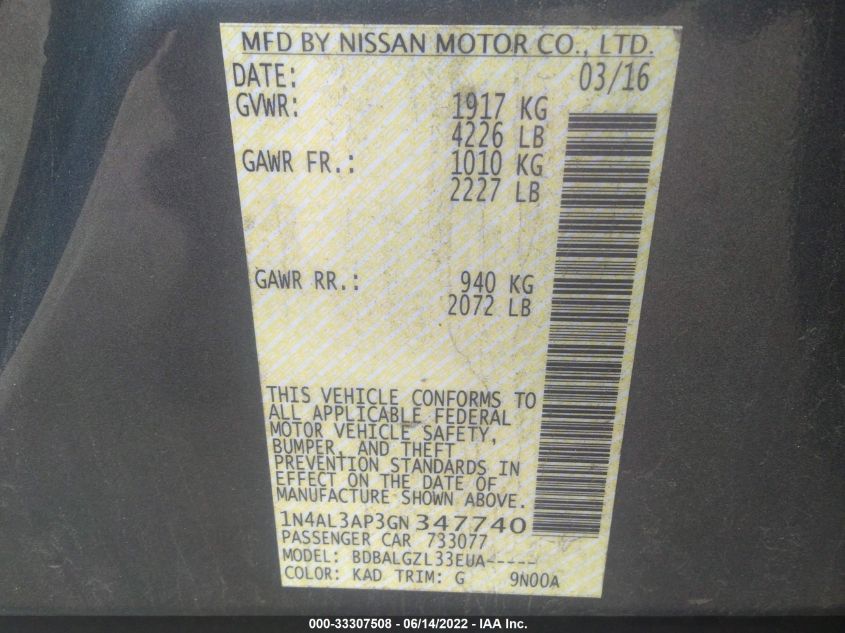 MFD BY NISSAN MOTOR CO., LTD.
DATE: 03/16
GVWR: 1917 KG
4226 LB
GAWR FR.: 1010 KG
2227 LB
GAWR RR.: 940 KG
2072 LB
THIS VEHICLE CONFORMS TO
ALL APPLICABLE FEDERAL
MOTOR VEHICLE SAFETY,
BUMPER, AND THEFT
PREVENTION STANDARDS IN
EFFECT ON THE DATE OF
MANUFACTURE SHOWN ABOVE.
1N4AL3AP3GN347740
PASSENGER CAR 733077
MODEL: BDBALGZL33EUA-----
COLOR: KAD TRIM: G 9N00A
000-33307508 - 06/14/2022 - IAA Inc.